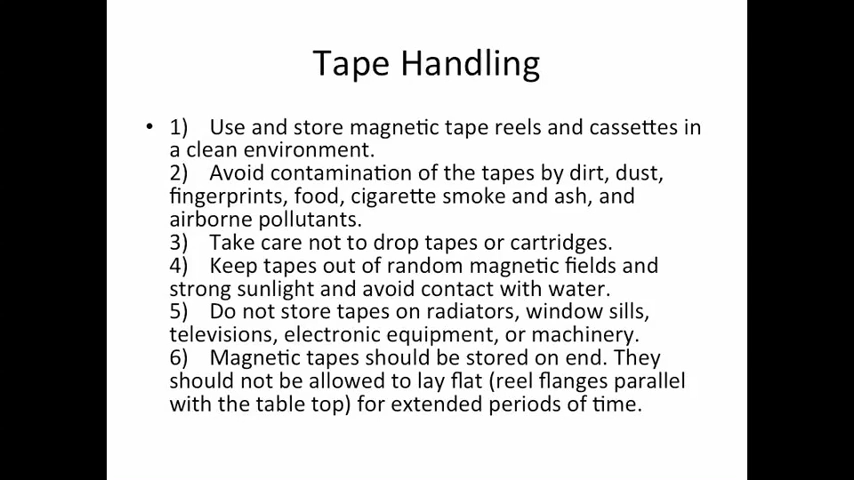 Tape Handling
• 1) Use and store magnetic tape reels and cassettes in
a clean environment.
2) Avoid contamination of the tapes by dirt, dust,
fingerprints, food, cigarette smoke and ash, and
airborne pollutants.
3) Take care not to drop tapes or cartridges.
4) Keep tapes out of random magnetic fields and
strong sunlight and avoid contact with water.
5) Do not store tapes on radiators, window sills,
televisions, electronic equipment, or machinery.
6) Magnetic tapes should be stored on end. They
should not be allowed to lay flat (reel flanges parallel
with the table top) for extended periods of time.